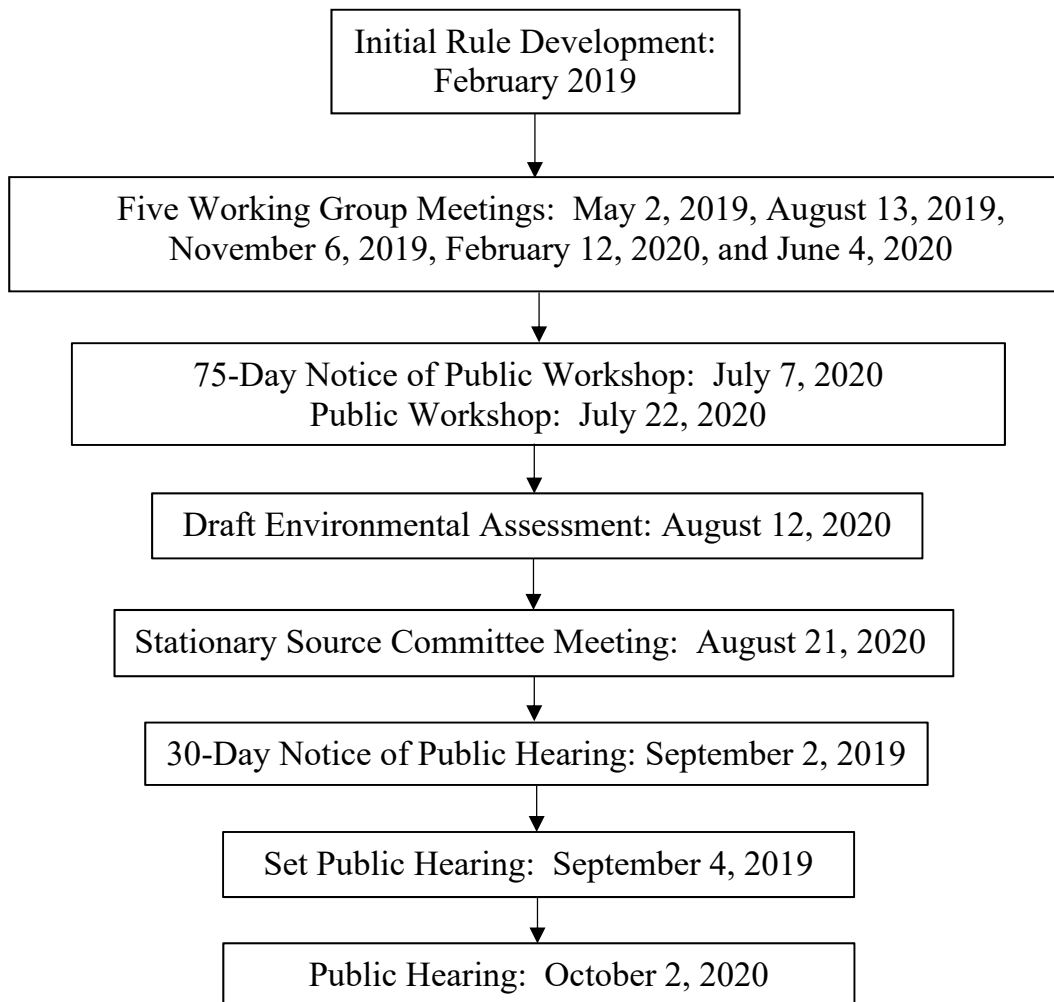 Initial Rule Development:
February 2019
Five Working Group Meetings:  May 2, 2019, August 13, 2019,
November 6, 2019, February 12, 2020, and June 4, 2020
75-Day Notice of Public Workshop:  July 7, 2020
Public Workshop:  July 22, 2020
Draft Environmental Assessment: August 12, 2020
Stationary Source Committee Meeting:  August 21, 2020
30-Day Notice of Public Hearing: September 2, 2019
Set Public Hearing:  September 4, 2019
Public Hearing:  October 2, 2020